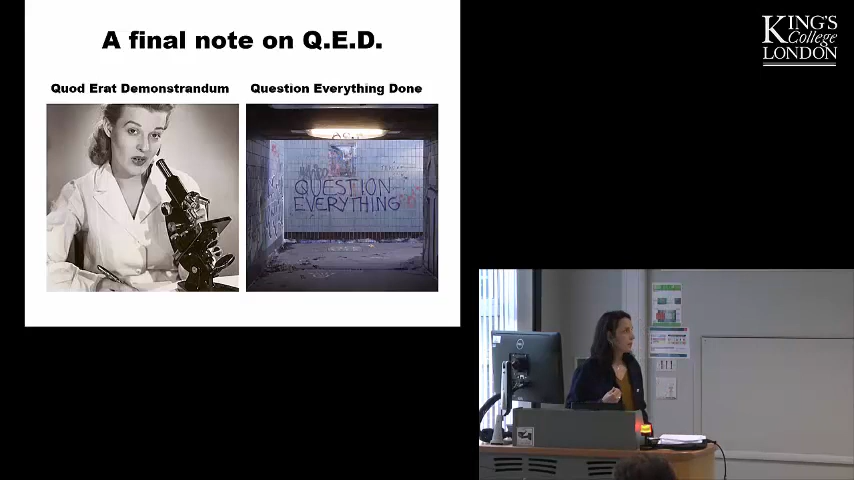 A final note on Q.E.D.
Quod Erat Demonstrandum
Question Everything Done
QUESTION
EVERYTHING
KING'S
College
LONDON